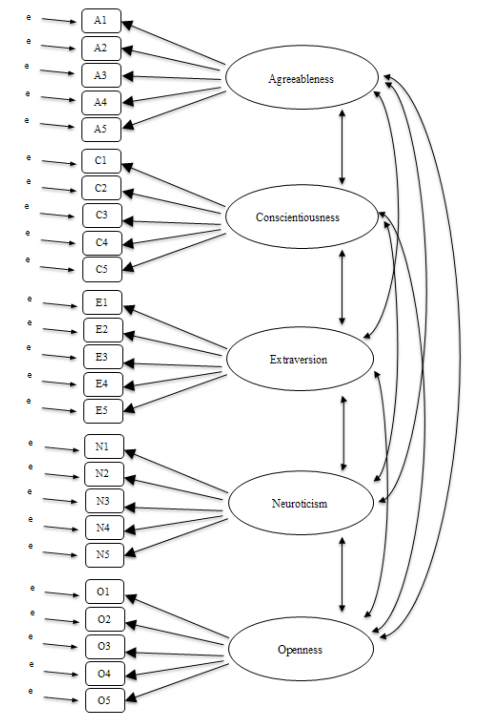 e A1
e A2
e A3
e A4
e A5
Agreeableness
e C1
e C2
e C3
e C4
e C5
Conscientiousness
e E1
e E2
e E3
e E4
e E5
Extraversion
e N1
e N2
e N3
e N4
e N5
Neuroticism
e O1
e O2
e O3
e O4
e O5
Openness